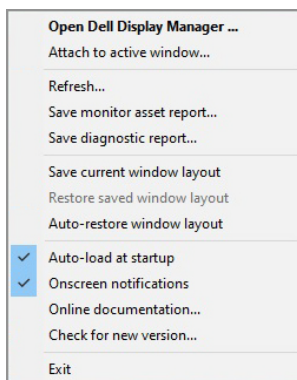 Open Dell Display Manager ...
Attach to active window...
Refresh...
Save monitor asset report...
Save diagnostic report...
Save current window layout
Restore saved window layout
Auto-restore window layout
Auto-load at startup
Onscreen notifications
Online documentation...
Check for new version...
Exit